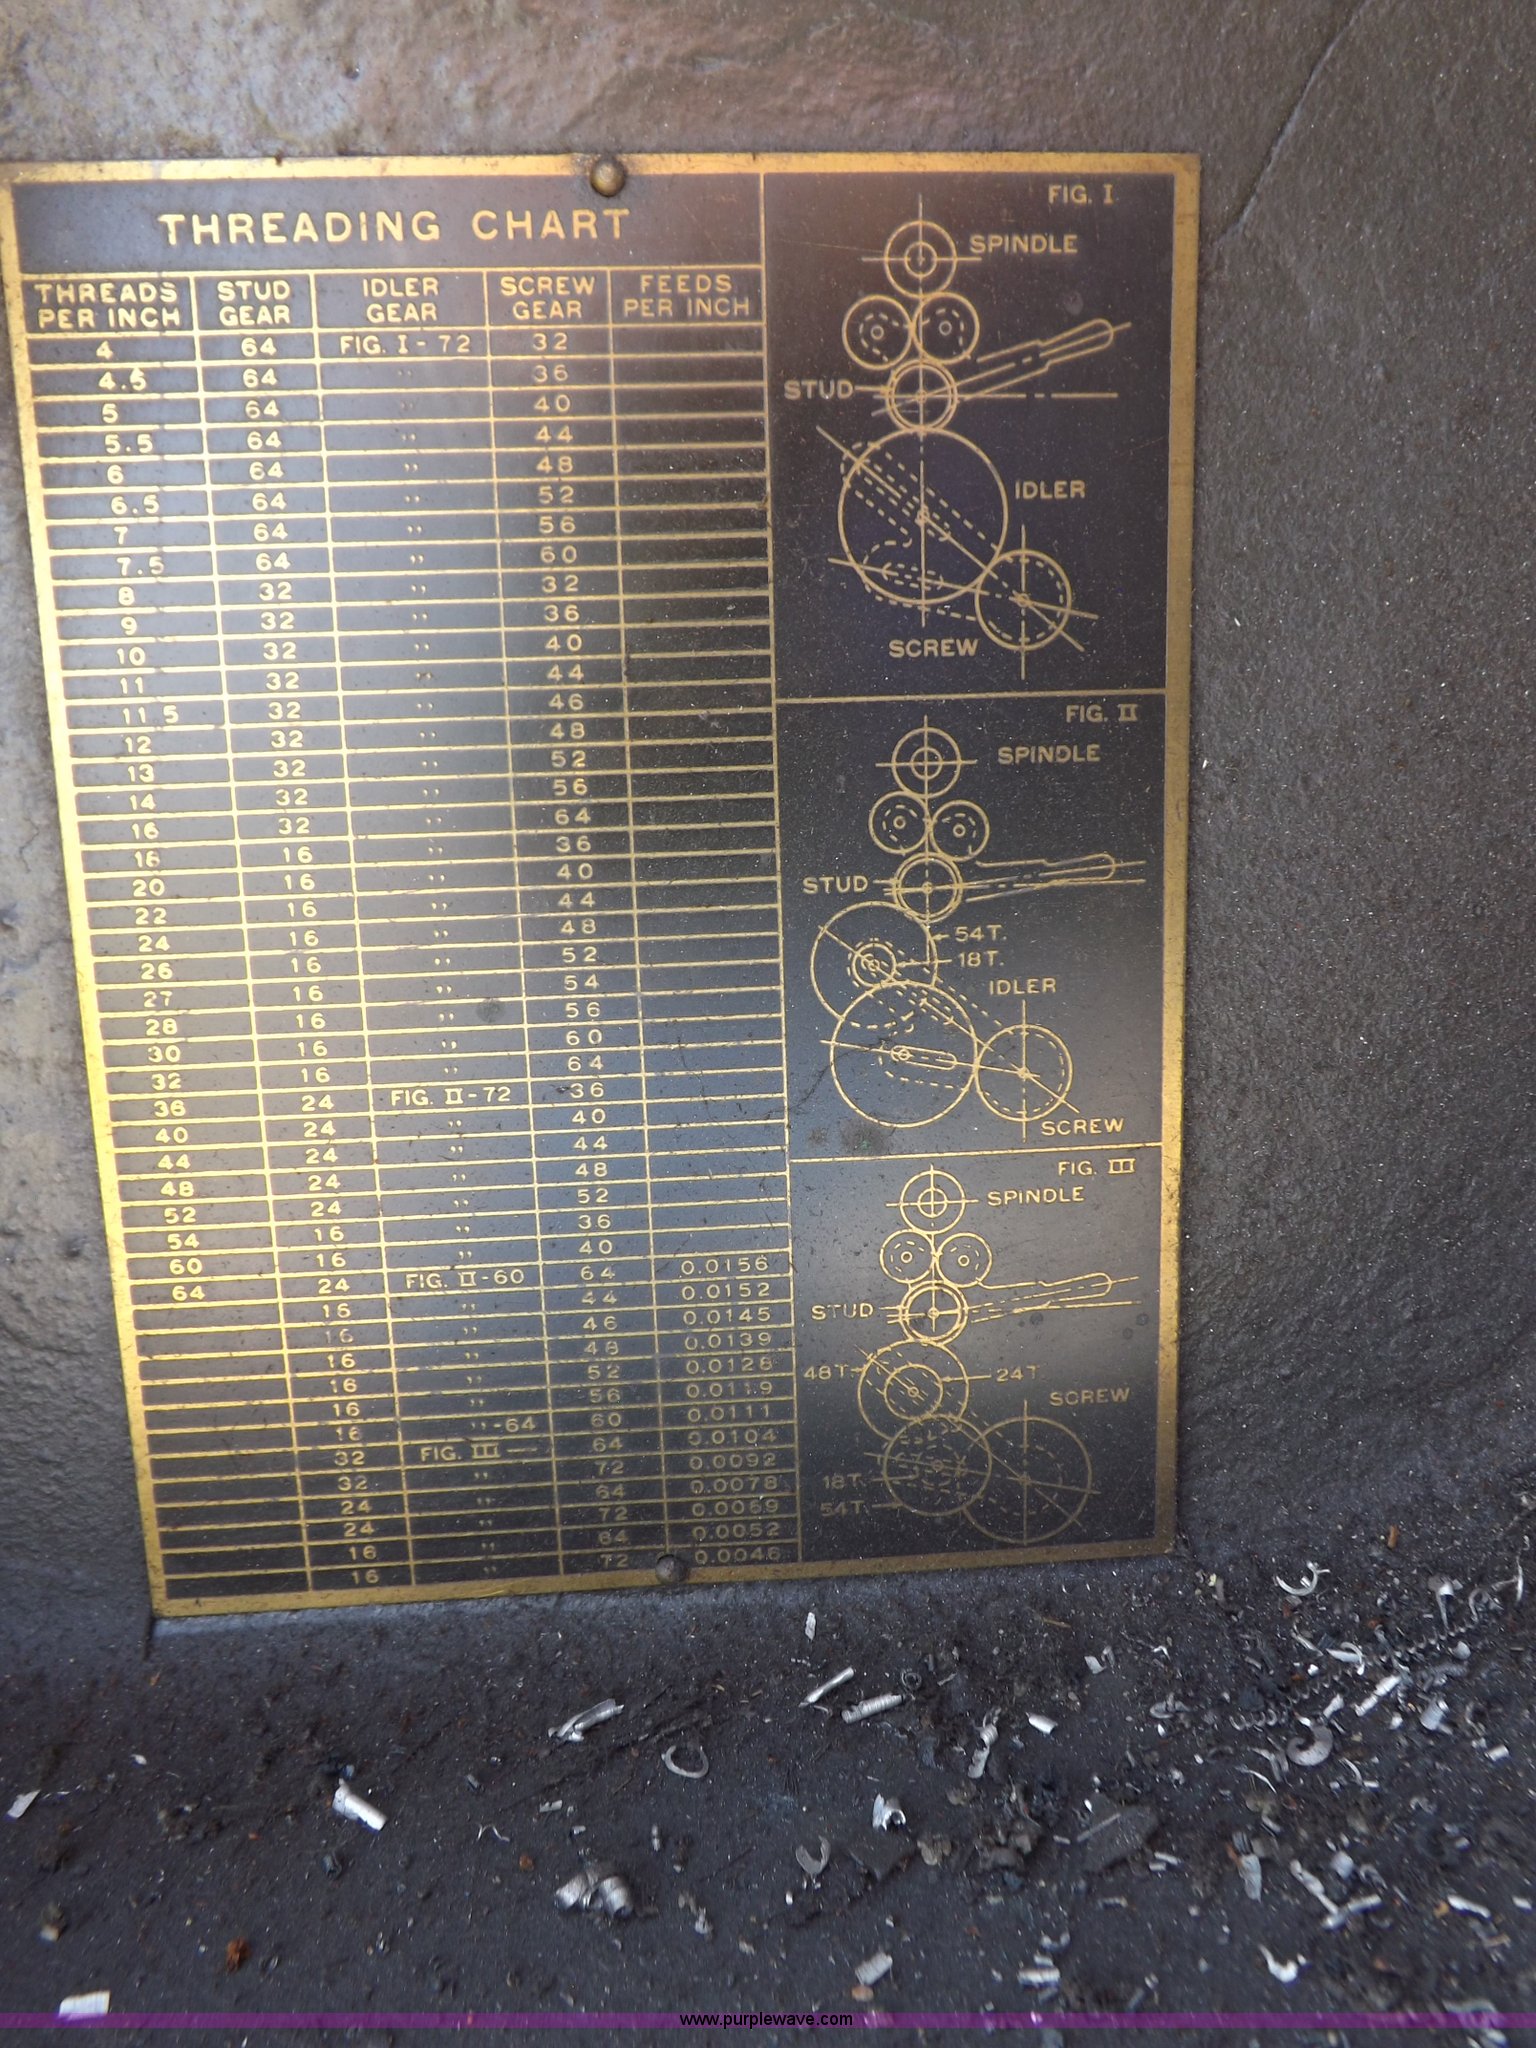 THREADING CHART
THREADS PER INCH STUD GEAR IDLER GEAR SCREW GEAR FEEDS PER INCH
4 64 FIG. I - 72 32
4.5 64 " 36
5 64 " 40
5.5 64 " 44
6 64 " 48
6.5 64 " 52
7 64 " 56
7.5 64 " 60
8 32 " 32
9 32 " 36
10 32 " 40
11 32 " 44
11.5 32 " 46
12 32 " 48
13 32 " 52
14 32 " 56
16 32 " 64
18 16 " 36
20 16 " 40
22 16 " 44
24 16 " 48
26 16 " 52
27 16 " 54
28 16 " 56
30 16 " 60
32 16 " 64
36 24 FIG. II-72 36
40 24 " 40
44 24 " 44
48 24 " 48
52 24 " 52
54 16 " 36
60 16 " 40
64 24 FIG. II-60 64 0.0156
16 " 44 0.0152
16 " 46 0.0145
16 " 48 0.0139
16 " 52 0.0128
16 " 56 0.0119
16 "-64 60 0.0111
32 FIG. III — 64 0.0104
32 " 72 0.0092
24 " 64 0.0078
24 " 72 0.0069
16 " 64 0.0052
16 " 72 0.0046
FIG. I
SPINDLE
STUD
IDLER
SCREW
FIG. II
SPINDLE
STUD
54T.
18T.
IDLER
SCREW
FIG. III
SPINDLE
STUD
48T.
24T.
SCREW
18T.
54T.
www.purplewave.com